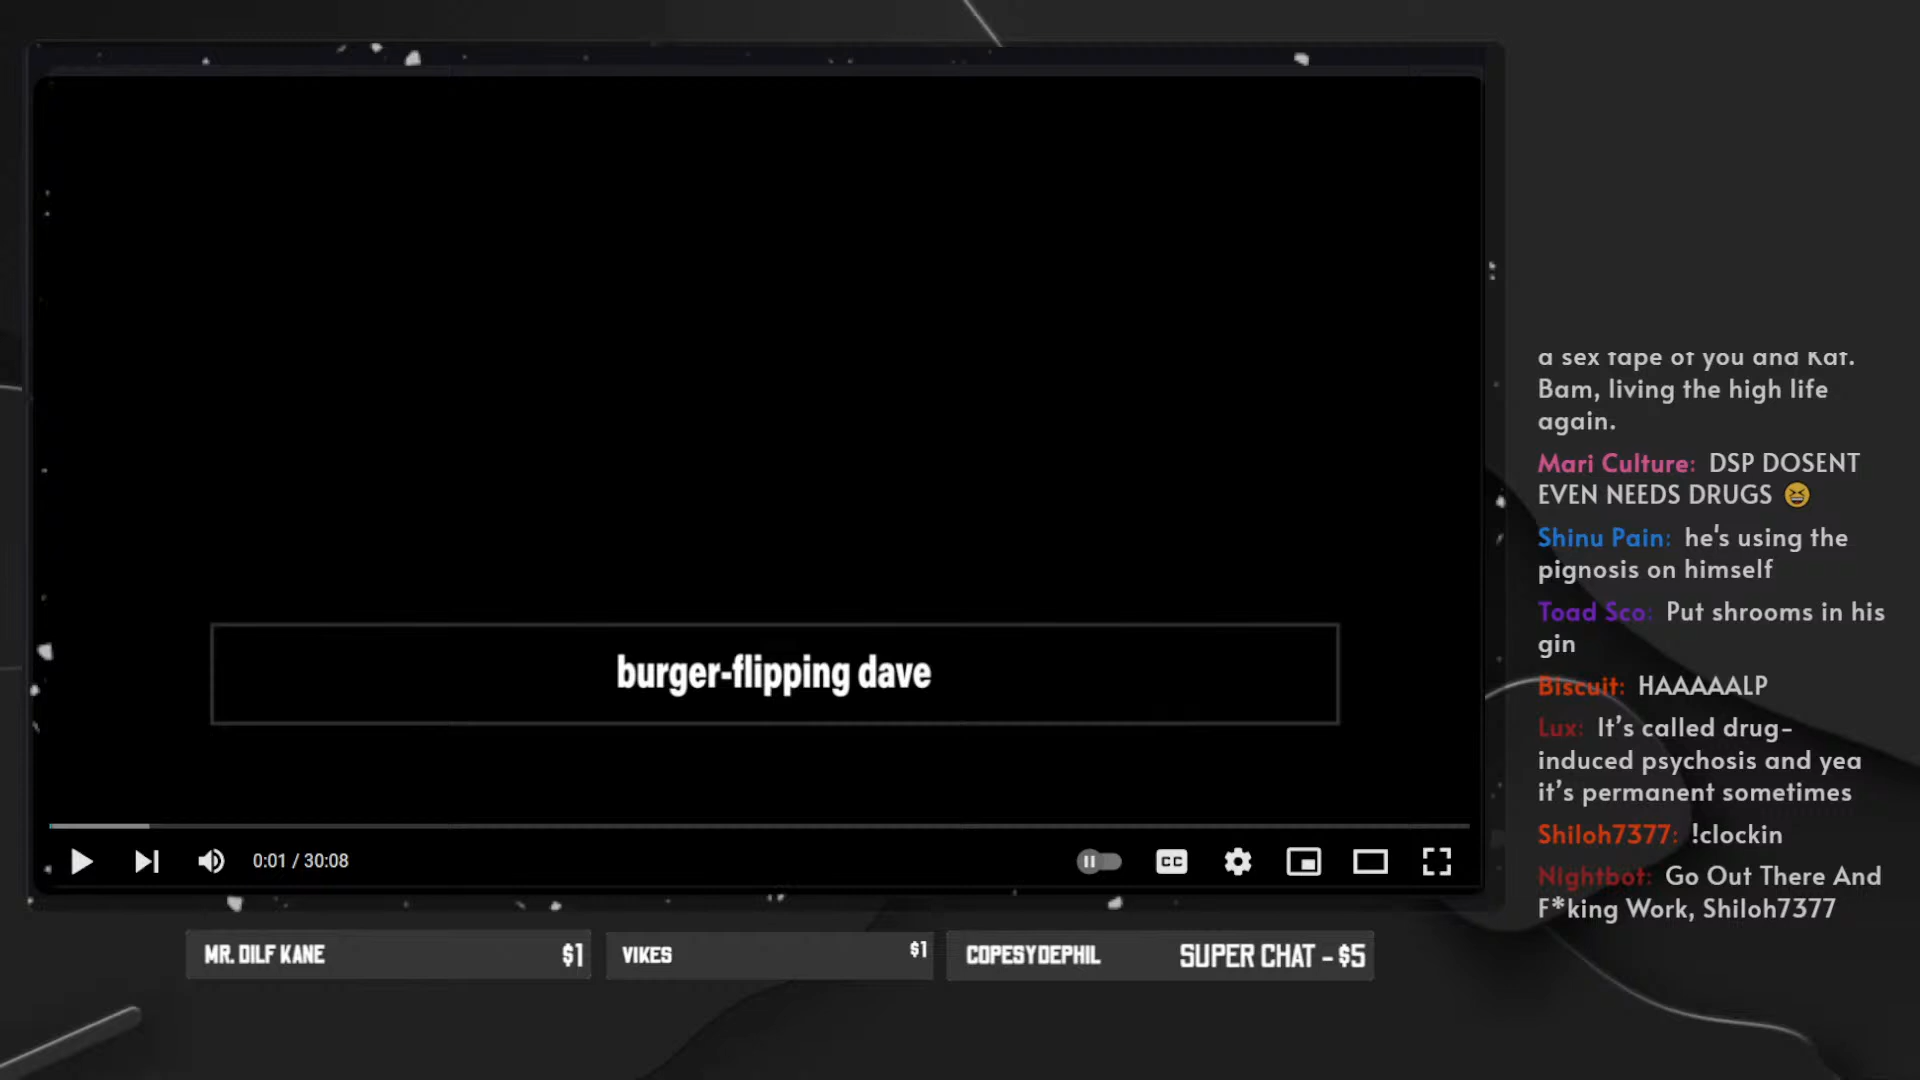 burger-flipping dave
0:01 / 30:08
CC
MR. DILF KANE $1
VIKES $1
COPESYDEPHIL SUPER CHAT - $5
a sex tape of you and Kat.
Bam, living the high life
again.
Mari Culture: DSP DOSENT
EVEN NEEDS DRUGS 😆
Shinu Pain: he's using the
pignosis on himself
Toad Sco: Put shrooms in his
gin
Biscuit: HAAAAALP
Lux: It’s called drug-
induced psychosis and yea
it’s permanent sometimes
Shiloh7377: !clockin
NIghtbot: Go Out There And
F*king Work, Shiloh7377